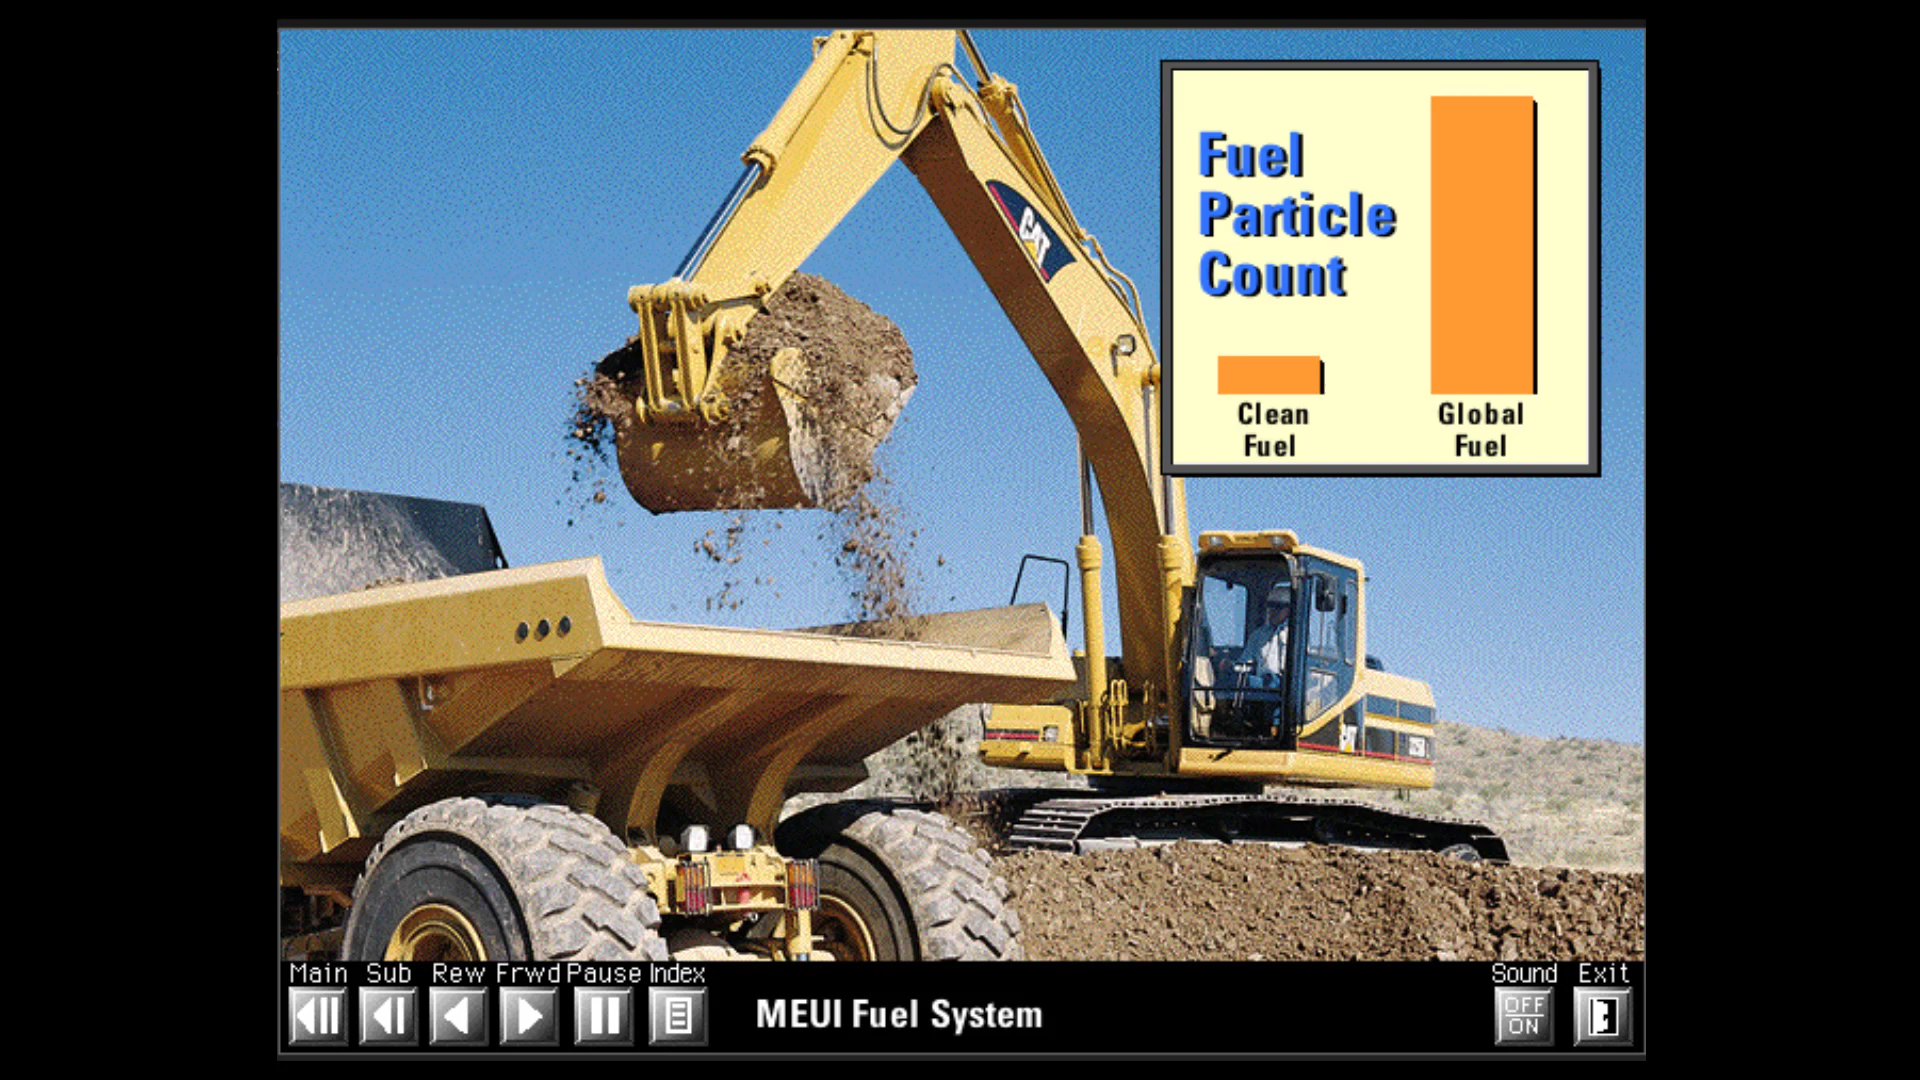 Fuel
Particle
Count
Clean
Fuel
Global
Fuel
CAT
CAT
Main Sub Rew Frwd Pause Index
MEUI Fuel System
Sound Exit
OFF
ON